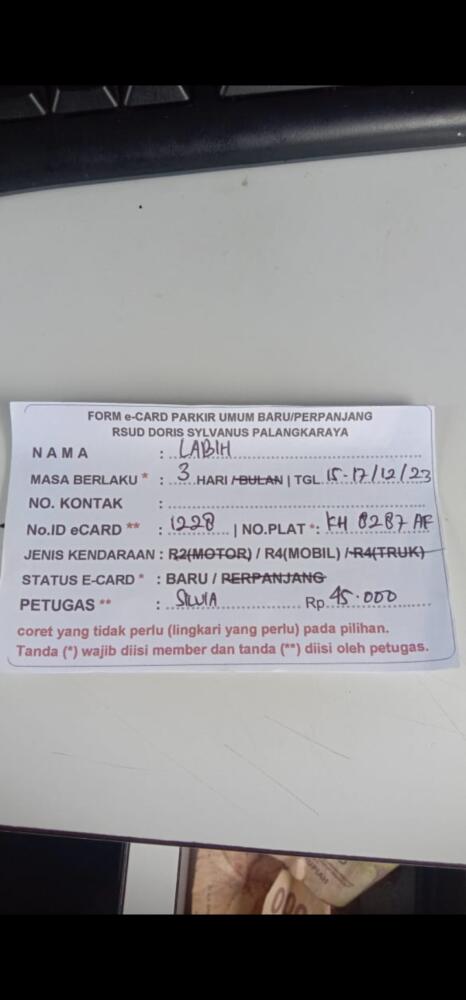 FORM e-CARD PARKIR UMUM BARU/PERPANJANG
RSUD DORIS SYLVANUS PALANGKARAYA
NAMA : LABIH
MASA BERLAKU * : 3 HARI / BULAN | TGL 15-17/12/23
NO. KONTAK :
No.ID eCARD ** : 1228 | NO.PLAT *: KH 8287 AF
JENIS KENDARAAN : R2(MOTOR) / R4(MOBIL) / R4(TRUK)
STATUS E-CARD * : BARU / PERPANJANG
PETUGAS ** : SILVIA Rp 45.000
coret yang tidak perlu (lingkari yang perlu) pada pilihan.
Tanda (*) wajib diisi member dan tanda (**) diisi oleh petugas.